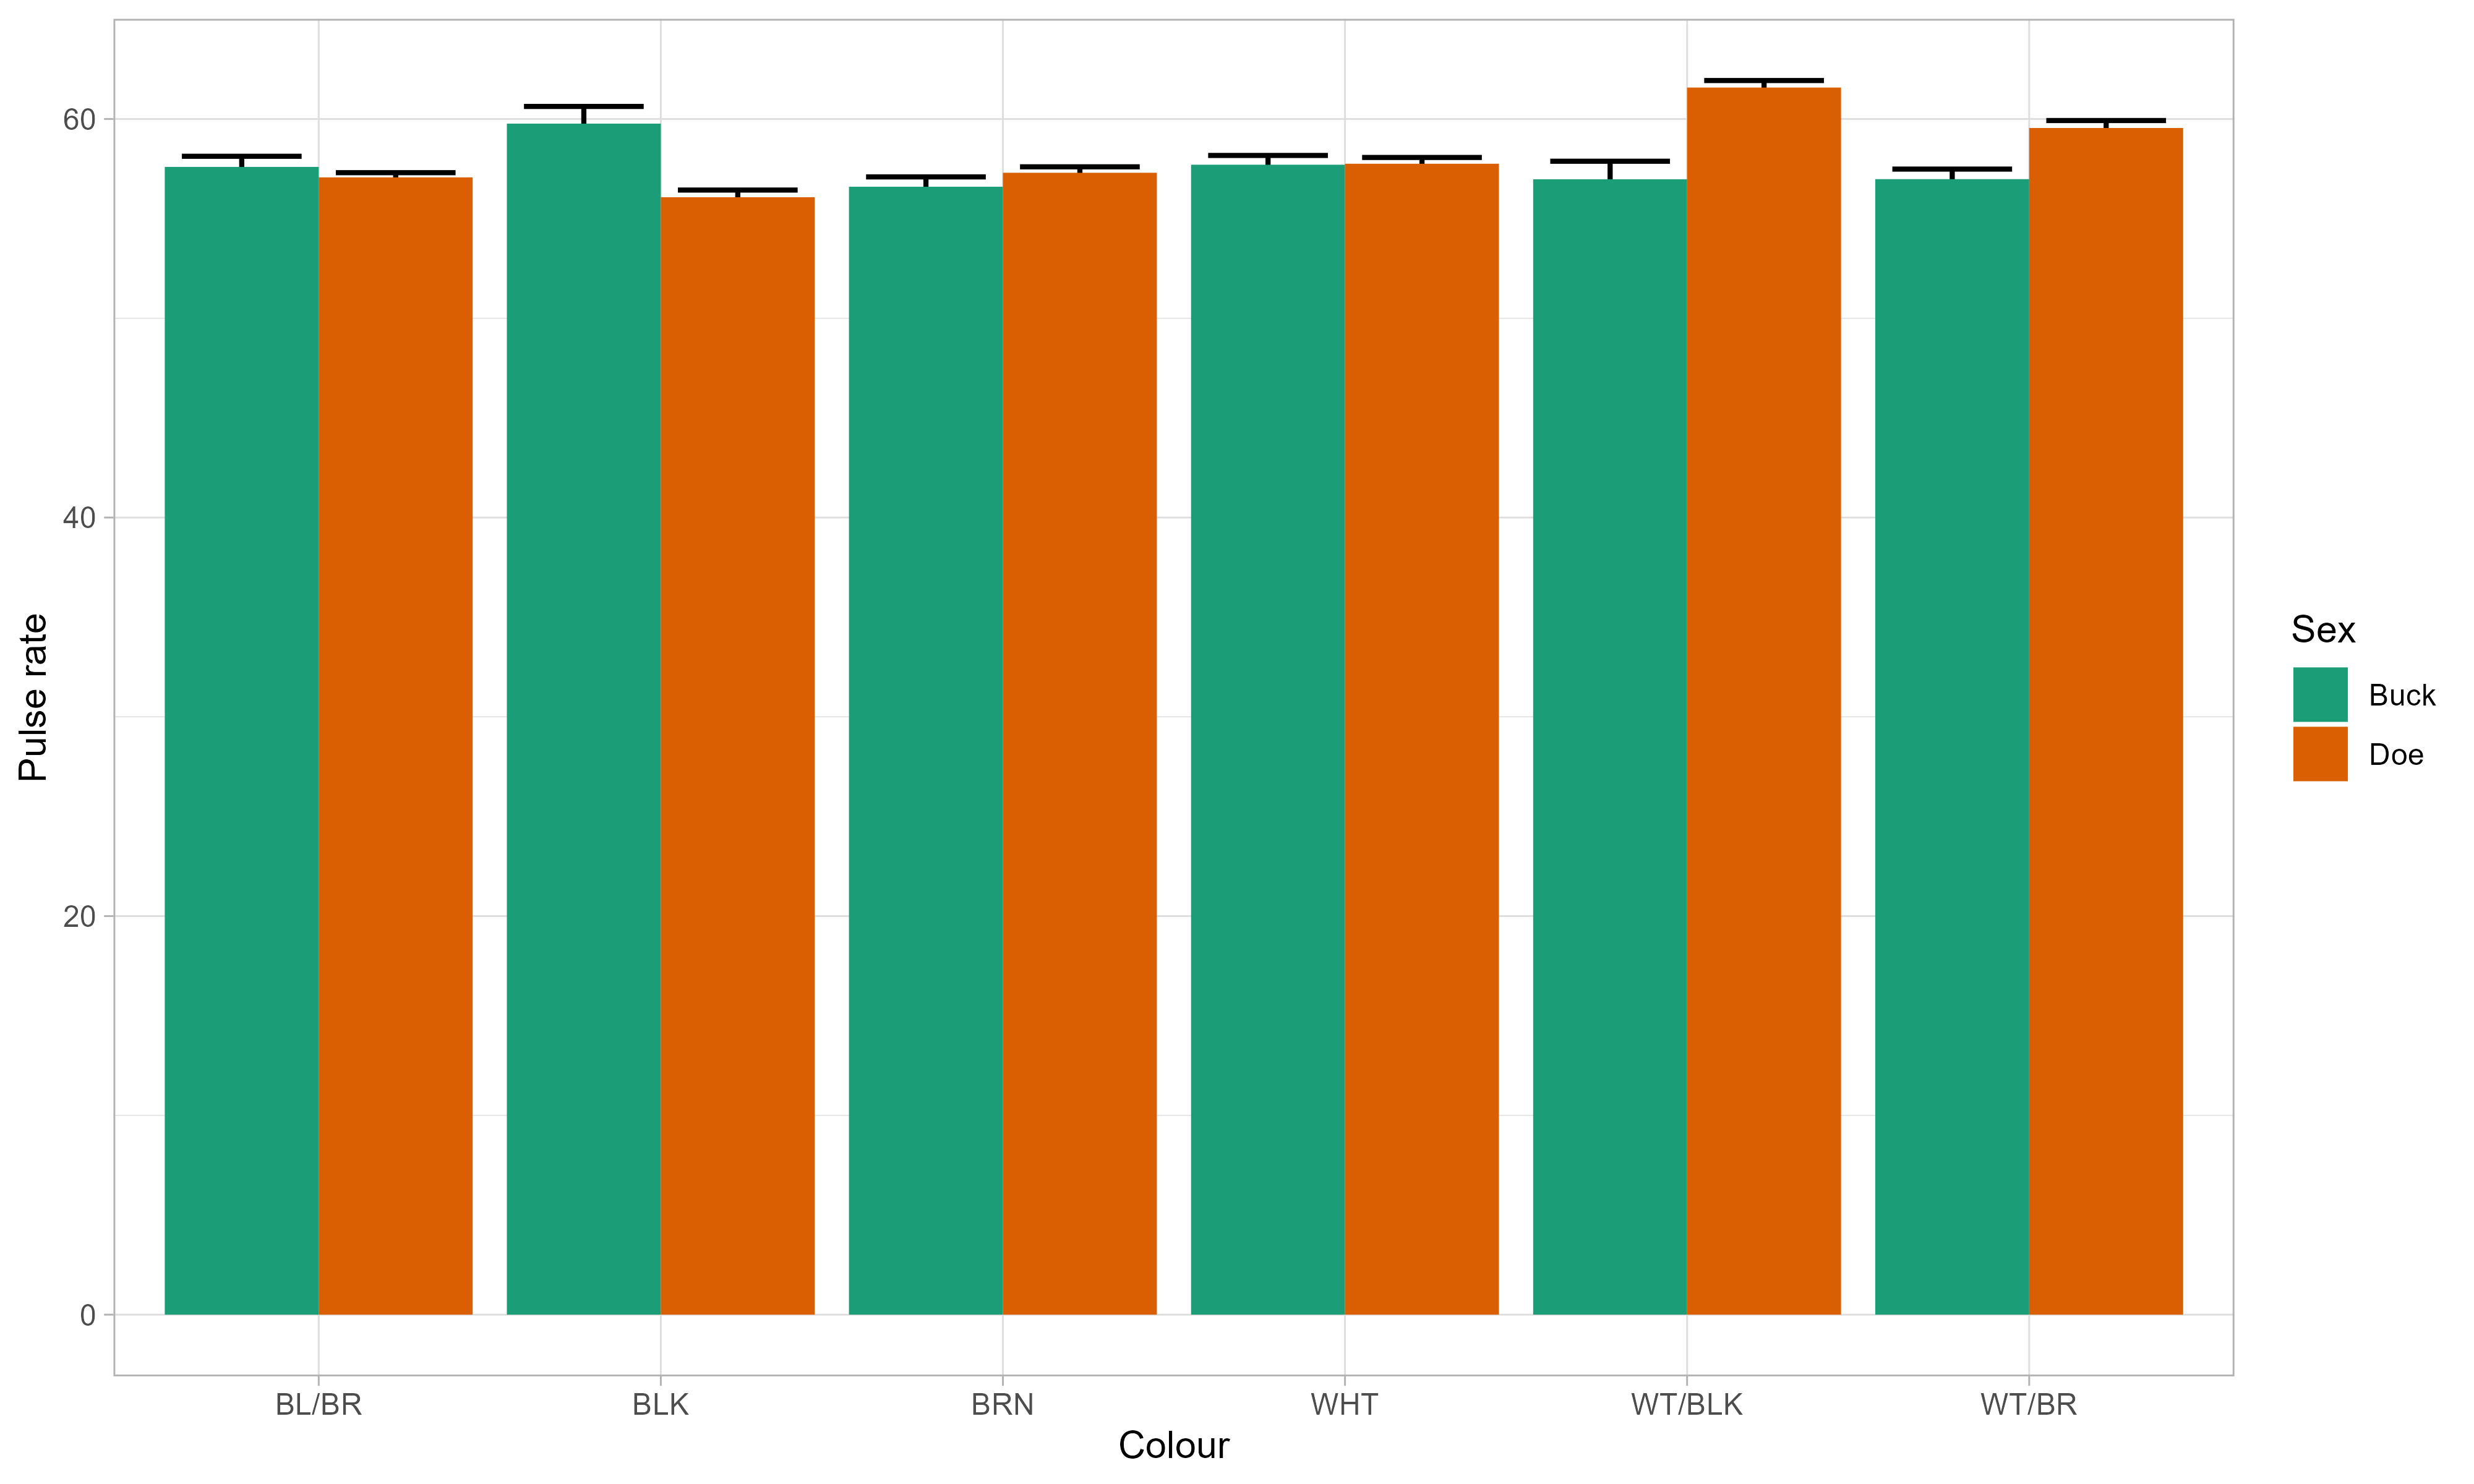 60
40
20
0
Pulse rate
BL/BR
BLK
BRN
WHT
WT/BLK
WT/BR
Colour
Sex
Buck
Doe